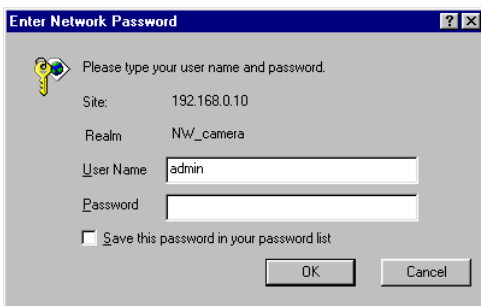 Enter Network Password
Please type your user name and password.
Site: 192.168.0.10
Realm NW_camera
User Name admin
Password
Save this password in your password list
OK Cancel